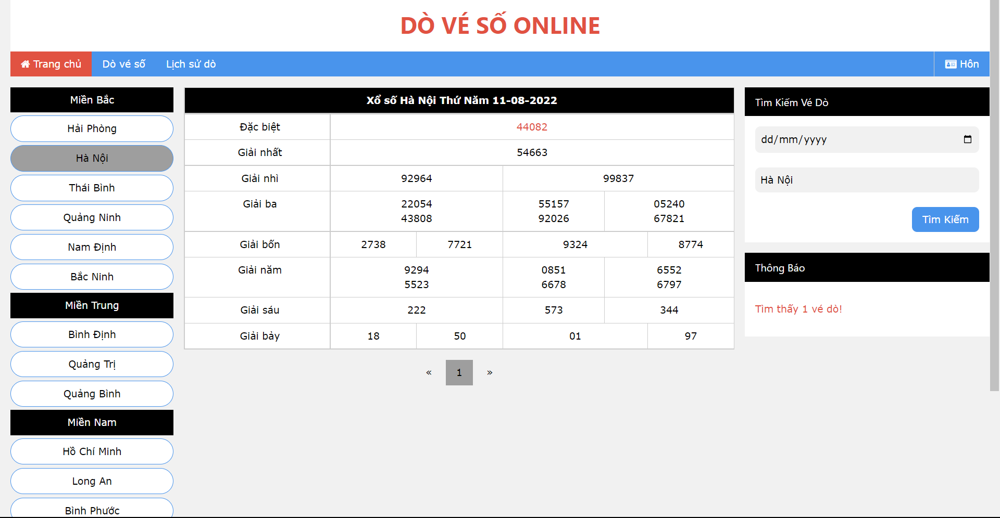 DÒ VÉ SỐ ONLINE
Trang chủ Dò vé số Lịch sử dò Hôn
Miền Bắc
Hải Phòng
Hà Nội
Thái Bình
Quảng Ninh
Nam Định
Bắc Ninh
Miền Trung
Bình Định
Quảng Trị
Quảng Bình
Miền Nam
Hồ Chí Minh
Long An
Bình Phước
Xổ số Hà Nội Thứ Năm 11-08-2022
Đặc biệt 44082
Giải nhất 54663
Giải nhì 92964 99837
Giải ba 22054 55157 05240
43808 92026 67821
Giải bốn 2738 7721 9324 8774
Giải năm 9294 0851 6552
5523 6678 6797
Giải sáu 222 573 344
Giải bảy 18 50 01 97
« 1 »
Tìm Kiếm Vé Dò
dd/mm/yyyy
Hà Nội
Tìm Kiếm
Thông Báo
Tìm thấy 1 vé dò!